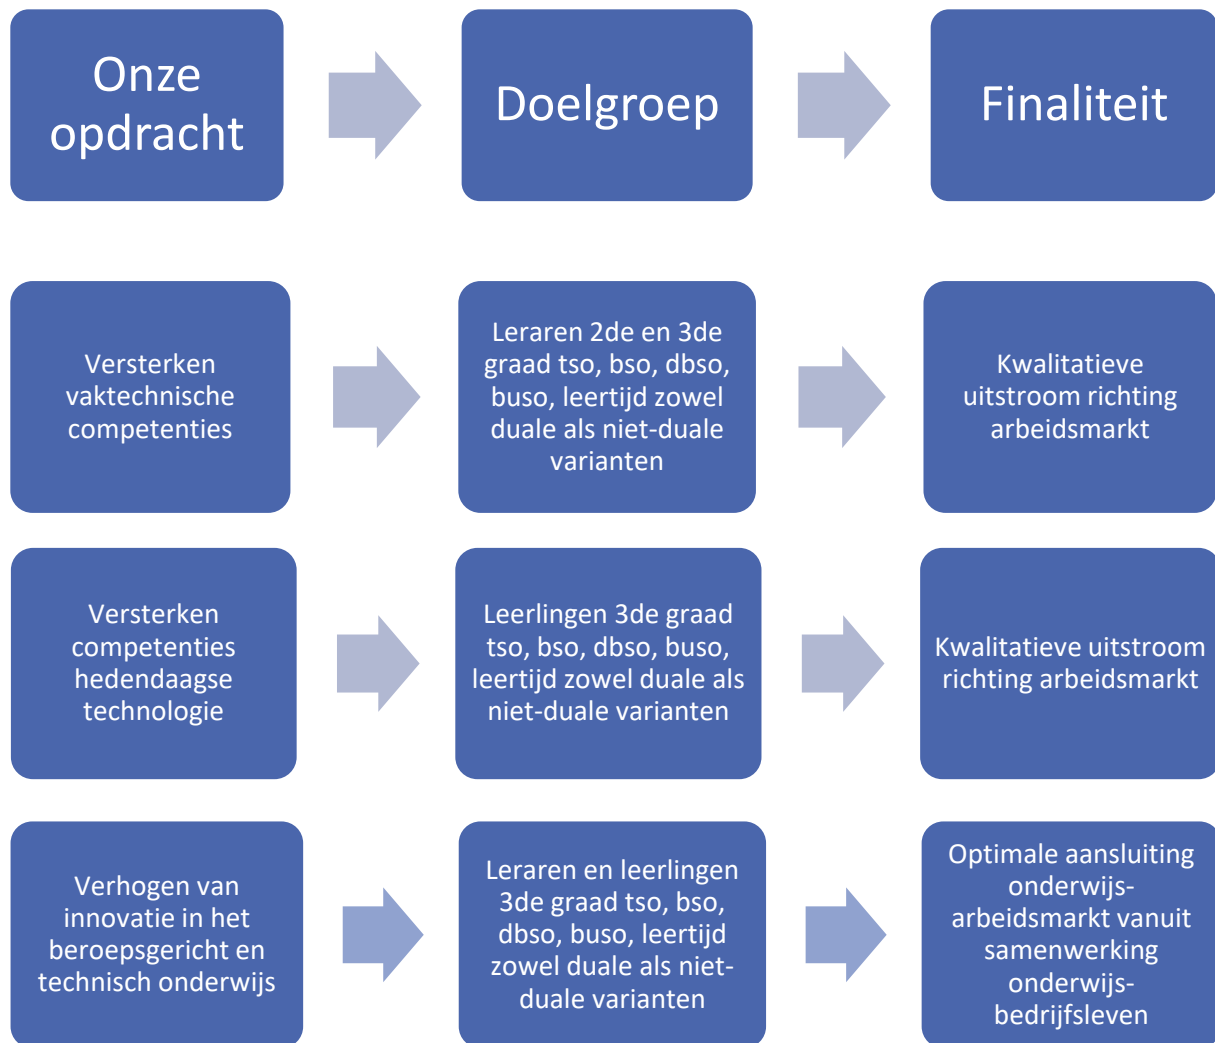 Onze
opdracht
Doelgroep
Finaliteit
Versterken
vaktechnische
competenties
Leraren 2de en 3de
graad tso, bso, dbso,
buso, leertijd zowel
duale als niet-duale
varianten
Kwalitatieve
uitstroom richting
arbeidsmarkt
Versterken
competenties
hedendaagse
technologie
Leerlingen 3de graad
tso, bso, dbso, buso,
leertijd zowel duale als
niet-duale varianten
Kwalitatieve uitstroom
richting arbeidsmarkt
Verhogen van
innovatie in het
beroepsgericht en
technisch onderwijs
Leraren en leerlingen
3de graad tso, bso,
dbso, buso, leertijd
zowel duale als niet-
duale varianten
Optimale aansluiting
onderwijs-
arbeidsmarkt vanuit
samenwerking
onderwijs-
bedrijfsleven